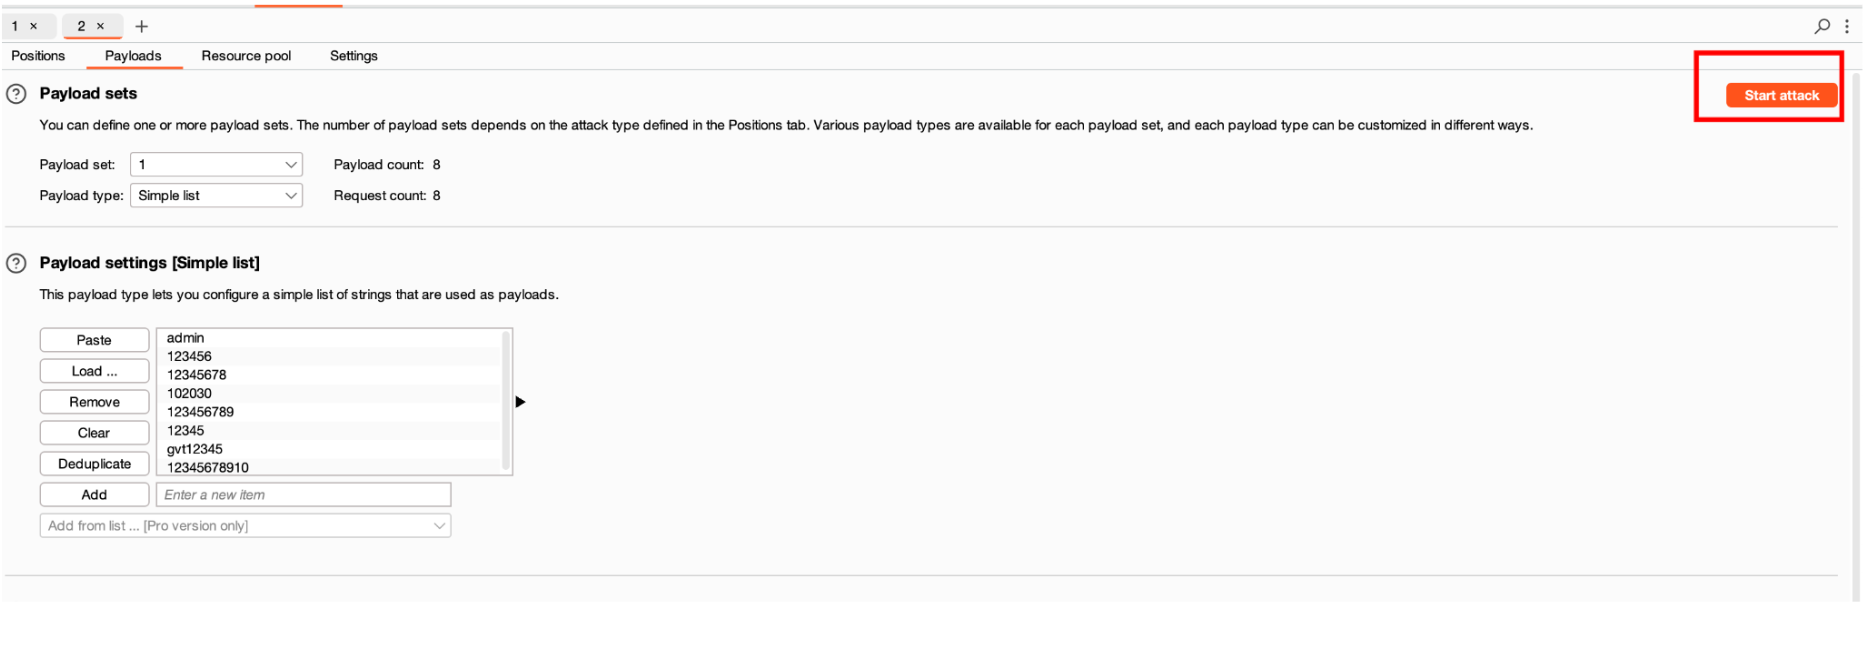 1 × 2 × +
Positions Payloads Resource pool Settings
? Payload sets
Start attack
You can define one or more payload sets. The number of payload sets depends on the attack type defined in the Positions tab. Various payload types are available for each payload set, and each payload type can be customized in different ways.
Payload set: 1 Payload count: 8
Payload type: Simple list Request count: 8
? Payload settings [Simple list]
This payload type lets you configure a simple list of strings that are used as payloads.
Paste
Load ...
Remove
Clear
Deduplicate
admin
123456
12345678
102030
123456789
12345
gvt12345
12345678910
Add Enter a new item
Add from list ... [Pro version only]